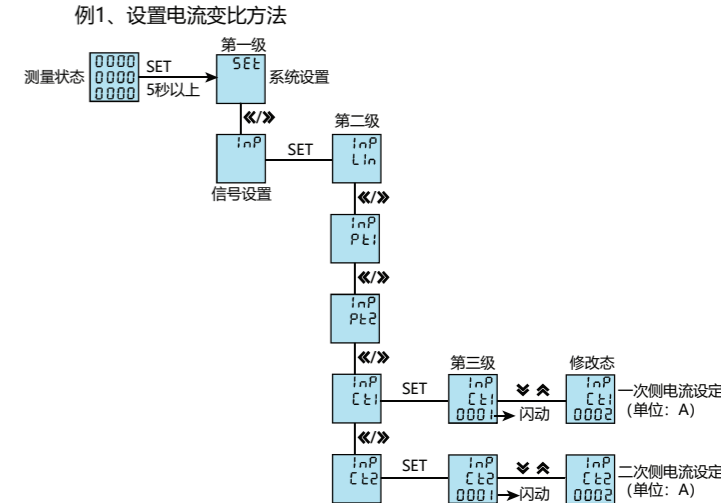 例1、设置电流变比方法
第一级
测量状态
0000
0000
0000
SET
5秒以上
SEt
系统设置
«/»
第二级
InP
SET
InP
LIn
信号设置
«/»
InP
Pt1
«/»
InP
Pt2
«/»
第三级
修改态
InP
Ct1
SET
InP
Ct1
0001
闪动
InP
Ct1
0002
一次侧电流设定
(单位：A)
«/»
InP
Ct2
SET
InP
Ct2
0001
闪动
InP
Ct2
0002
二次侧电流设定
(单位：A)